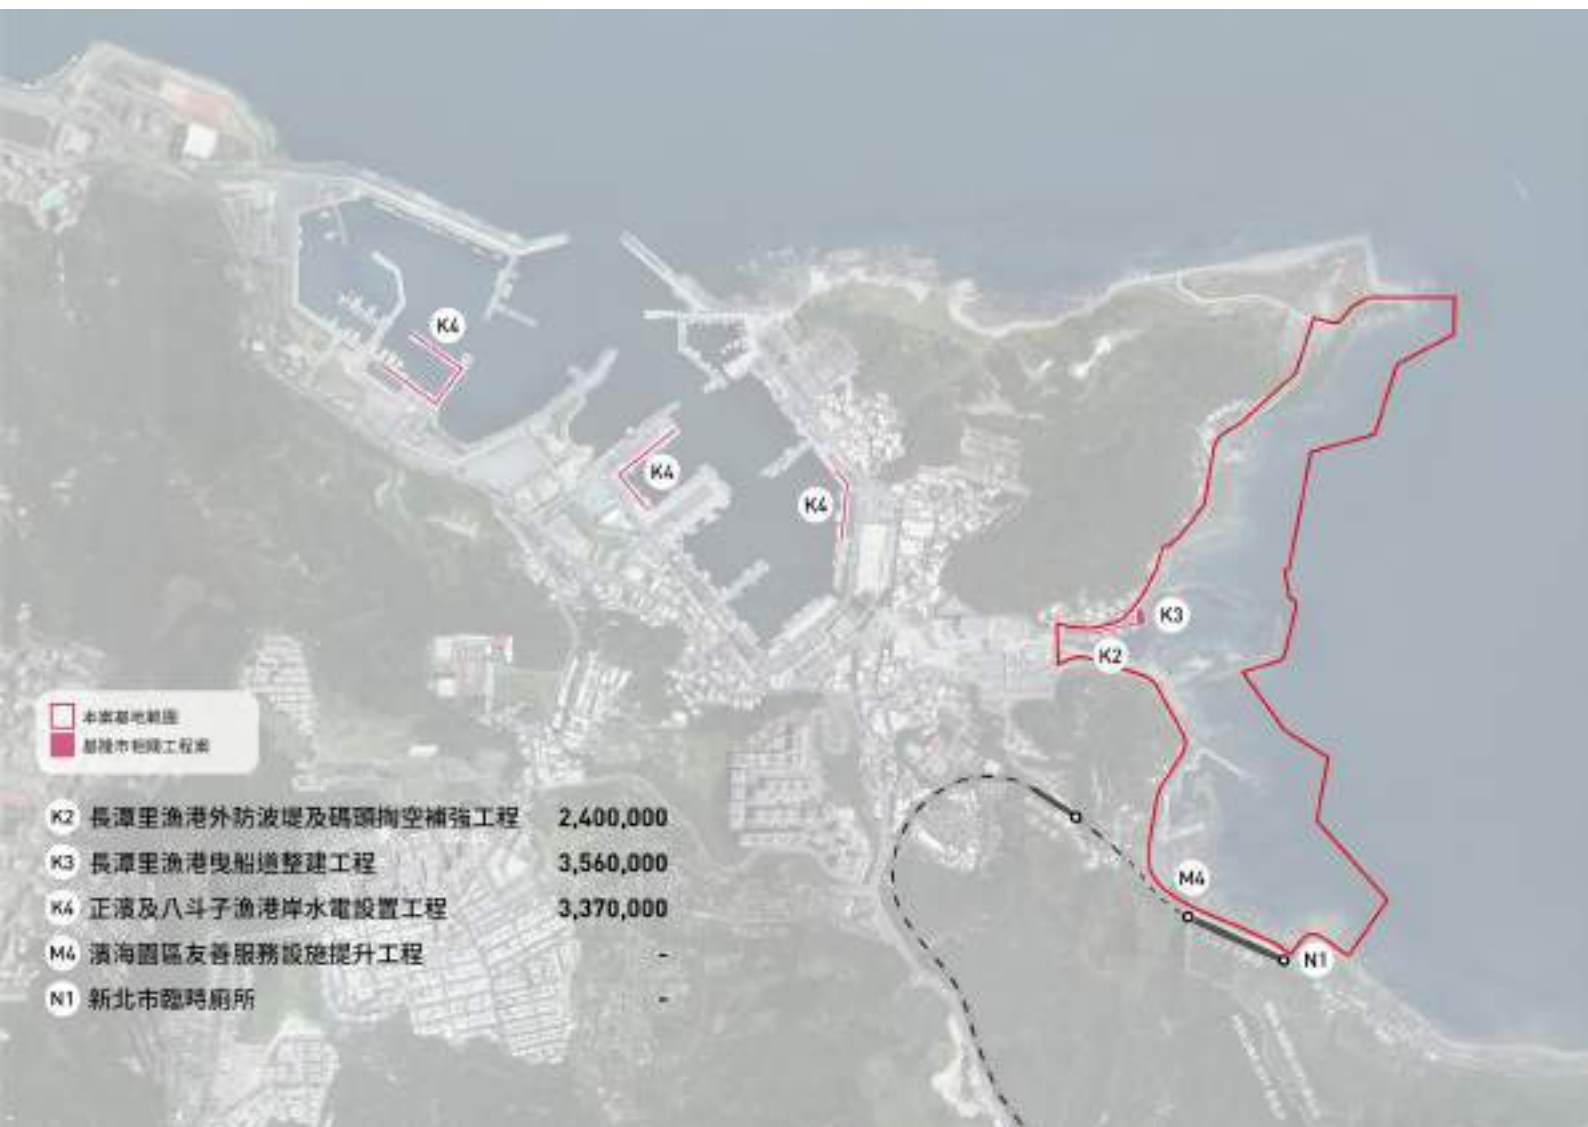 K4
K4
K4
K3
K2
本案基地範圍
基隆市相關工程案
K2 長潭里漁港外防波堤及碼頭掏空補強工程 2,400,000
K3 長潭里漁港曳船道整建工程 3,560,000
K4 正濱及八斗子漁港岸水電設置工程 3,370,000
M4 濱海園區友善服務設施提升工程 -
N1 新北市臨時廁所 -
M4
N1